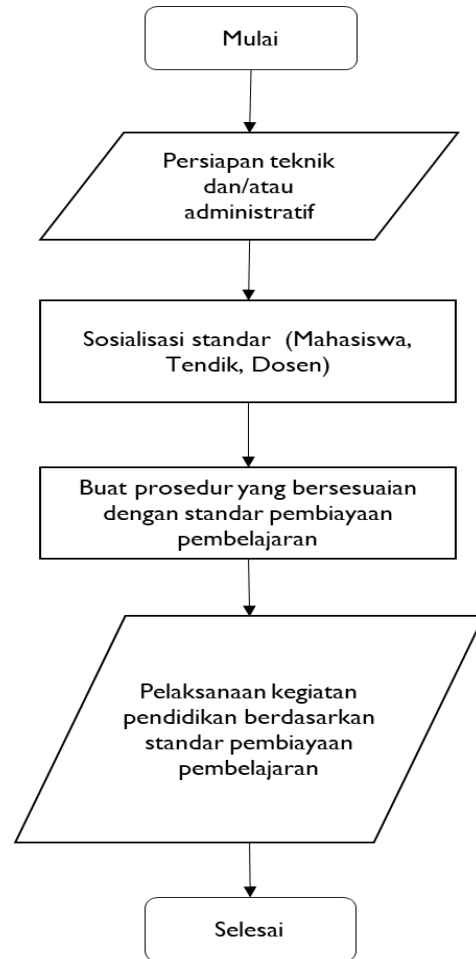 Mulai
Persiapan teknik
dan/atau
administratif
Sosialisasi standar (Mahasiswa,
Tendik, Dosen)
Buat prosedur yang bersesuaian
dengan standar pembiayaan
pembelajaran
Pelaksanaan kegiatan
pendidikan berdasarkan
standar pembiayaan
pembelajaran
Selesai